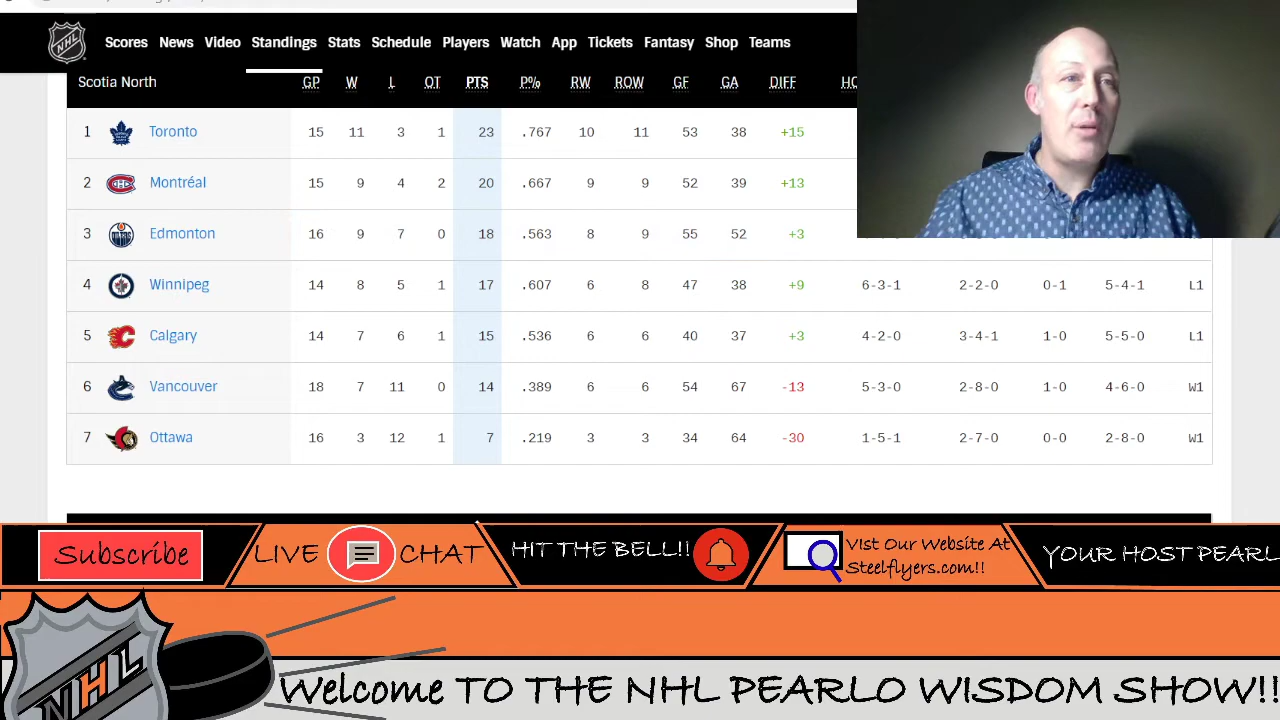 NHL
Scores News Video Standings Stats Schedule Players Watch App Tickets Fantasy Shop Teams
Scotia North GP W L OT PTS P% RW ROW GF GA DIFF HO
1 Toronto 15 11 3 1 23 .767 10 11 53 38 +15
2 Montréal 15 9 4 2 20 .667 9 9 52 39 +13
3 Edmonton 16 9 7 0 18 .563 8 9 55 52 +3
4 Winnipeg 14 8 5 1 17 .607 6 8 47 38 +9 6-3-1 2-2-0 0-1 5-4-1 L1
5 Calgary 14 7 6 1 15 .536 6 6 40 37 +3 4-2-0 3-4-1 1-0 5-5-0 L1
6 Vancouver 18 7 11 0 14 .389 6 6 54 67 -13 5-3-0 2-8-0 1-0 4-6-0 W1
7 Ottawa 16 3 12 1 7 .219 3 3 34 64 -30 1-5-1 2-7-0 0-0 2-8-0 W1
Subscribe LIVE CHAT HIT THE BELL!! VIst Our Website At YOUR HOST PEARL
Steelflyers.com!!
NHL
Welcome TO THE NHL PEARLO WISDOM SHOW!!